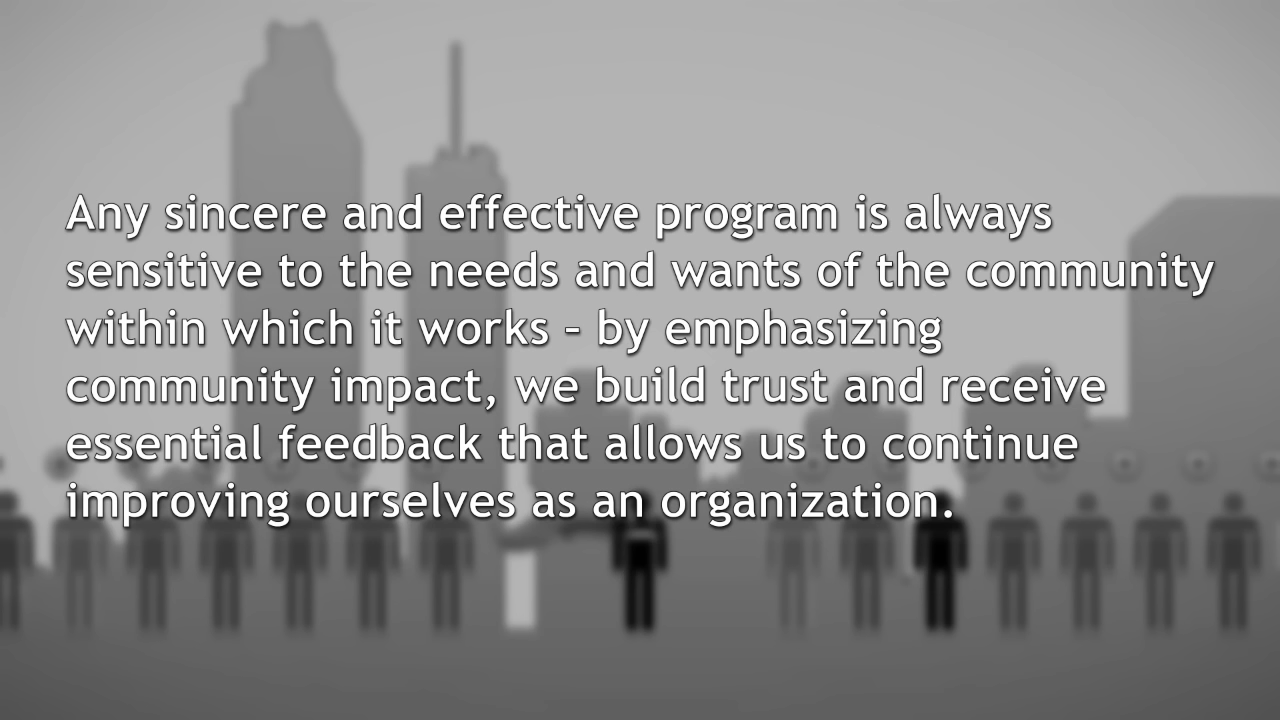 Any sincere and effective program is always
sensitive to the needs and wants of the community
within which it works – by emphasizing
community impact, we build trust and receive
essential feedback that allows us to continue
improving ourselves as an organization.